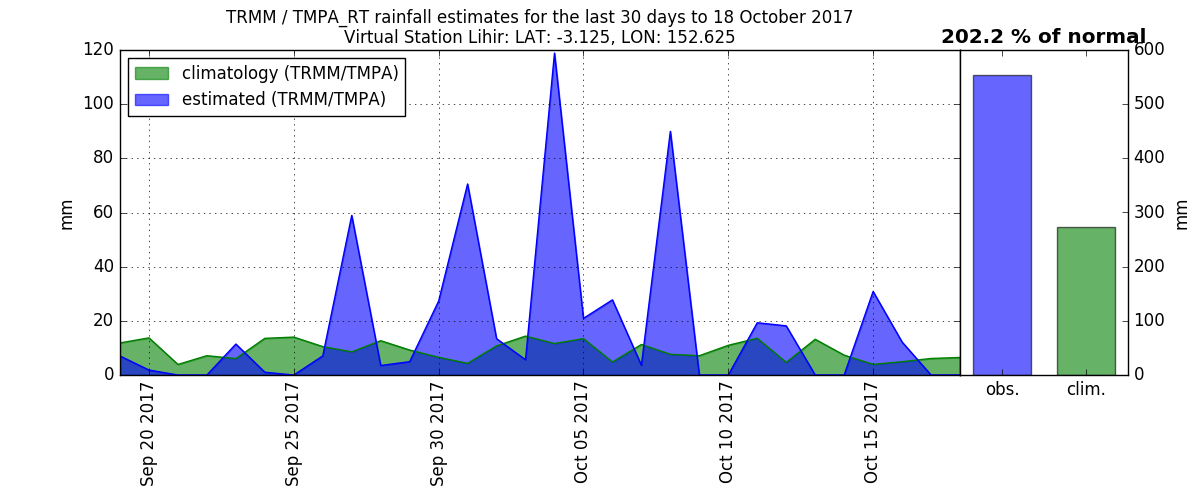 TRMM / TMPA_RT rainfall estimates for the last 30 days to 18 October 2017
Virtual Station Lihir: LAT: -3.125, LON: 152.625
202.2 % of normal
climatology (TRMM/TMPA)
estimated (TRMM/TMPA)
mm
120
100
80
60
40
20
0
Sep 20 2017
Sep 25 2017
Sep 30 2017
Oct 05 2017
Oct 10 2017
Oct 15 2017
obs.
clim.
600
500
400
300
200
100
0
mm